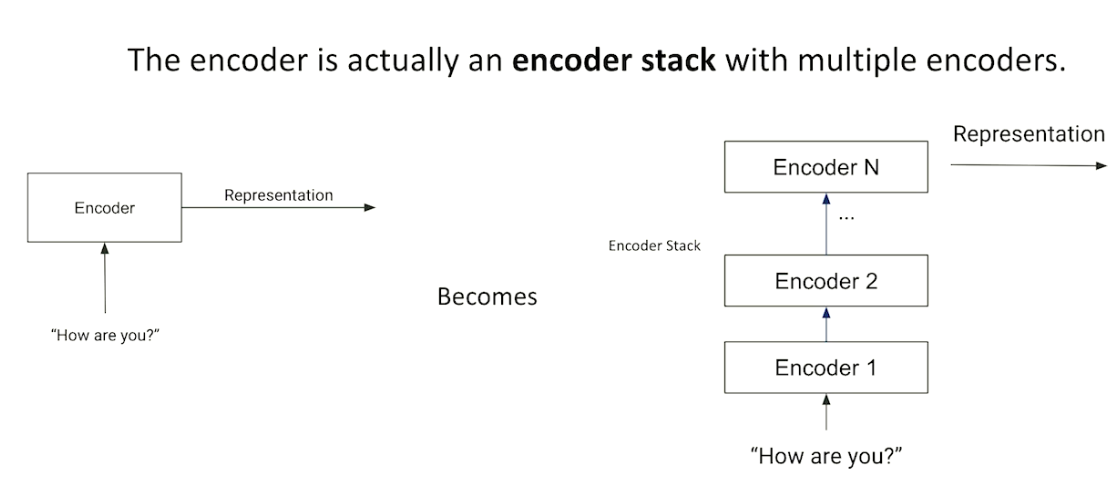 The encoder is actually an encoder stack with multiple encoders.
Encoder
Representation
“How are you?”
Becomes
Encoder Stack
Representation
Encoder N
...
Encoder 2
Encoder 1
“How are you?”